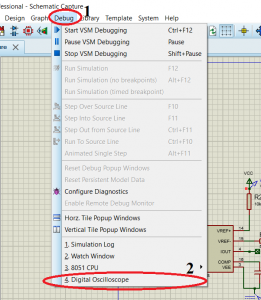 ofessional - Schematic Capture
Design Graph Debug Library Template System Help
1
Start VSM Debugging Ctrl+F12
Pause VSM Debugging Pause
Stop VSM Debugging Shift+Pause
Run Simulation F12
Run Simulation (no breakpoints) Alt+F12
Run Simulation (timed breakpoint)
Step Over Source Line F10
Step Into Source Line F11
Step Out from Source Line Ctrl+F11
Run To Source Line Ctrl+F10
Animated Single Step Alt+F11
Reset Debug Popup Windows
Reset Persistent Model Data
Configure Diagnostics
Enable Remote Debug Monitor
Horz. Tile Popup Windows
Vertical Tile Popup Windows
1. Simulation Log
2. Watch Window
3. 8051 CPU
2
4. Digital Oscilloscope
VCC
VREF+
VREF-
IOUT
COMP
VEE